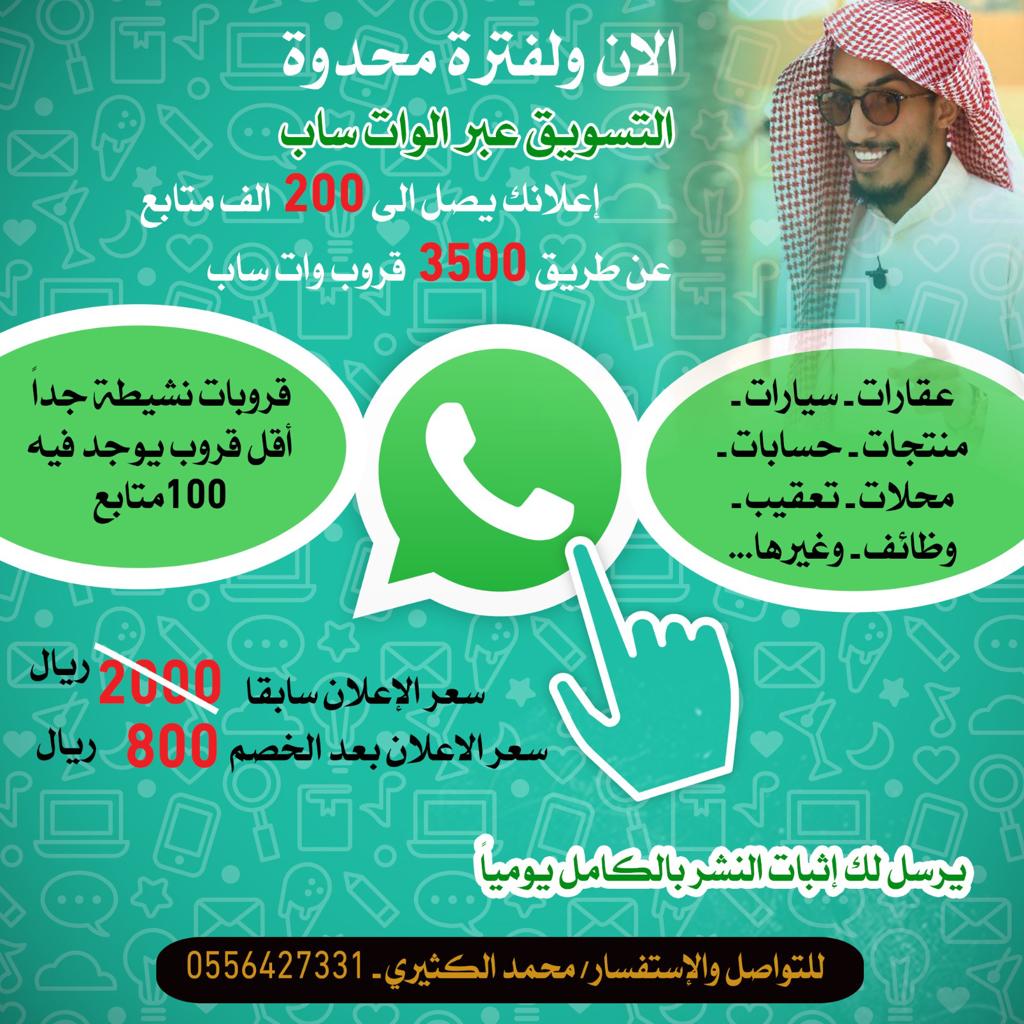 الان ولفترة محدوة
التسويق عبر الوات ساب
إعلانك يصل الى 200 الف متابع
عن طريق 3500 قروب وات ساب
عقارات ـ سيارات ـ
منتجات ـ حسابات ـ
محلات ـ تعقيب ـ
وظائف ـ وغيرها...
قروبات نشيطة جداً
أقل قروب يوجد فيه
100 متابع
سعر الإعلان سابقا 2000 ريال
سعر الاعلان بعد الخصم 800 ريال
يرسل لك إثبات النشر بالكامل يومياً
للتواصل والإستفسار/ محمد الكثيري ـ 0556427331